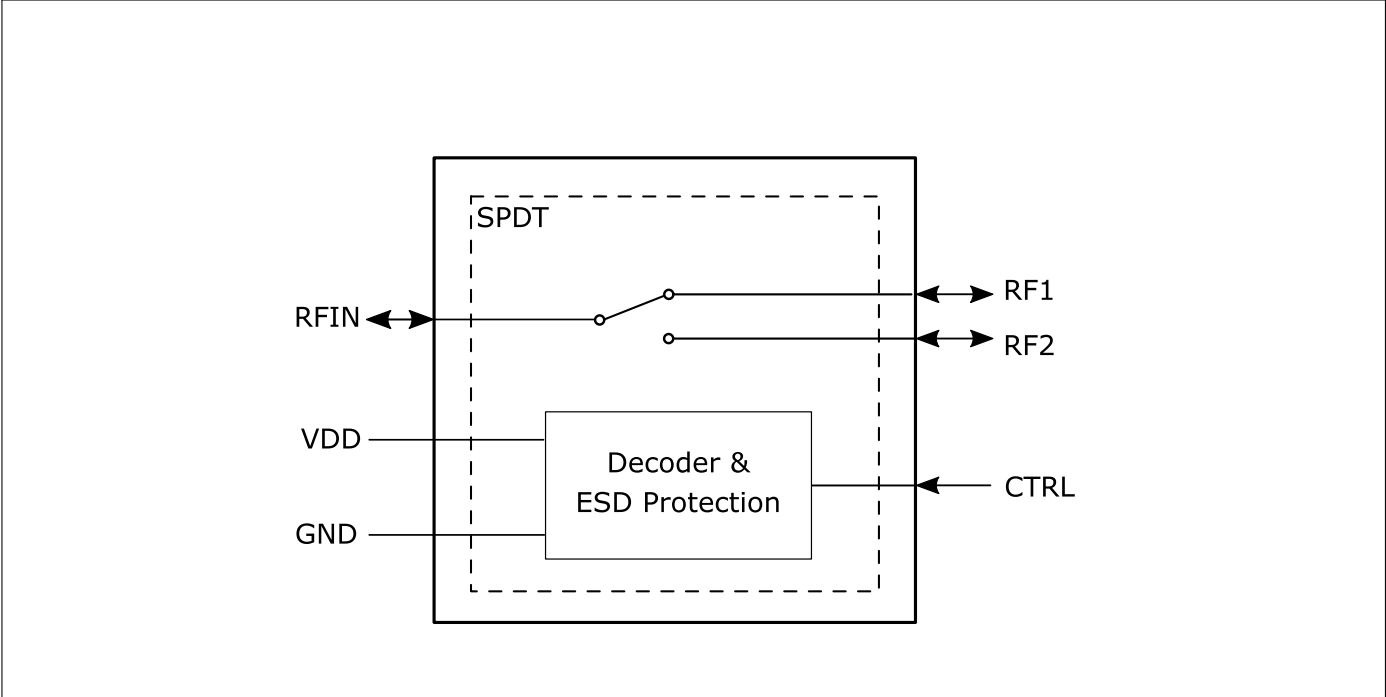 SPDT
RFIN
RF1
RF2
VDD
Decoder &
ESD Protection
CTRL
GND